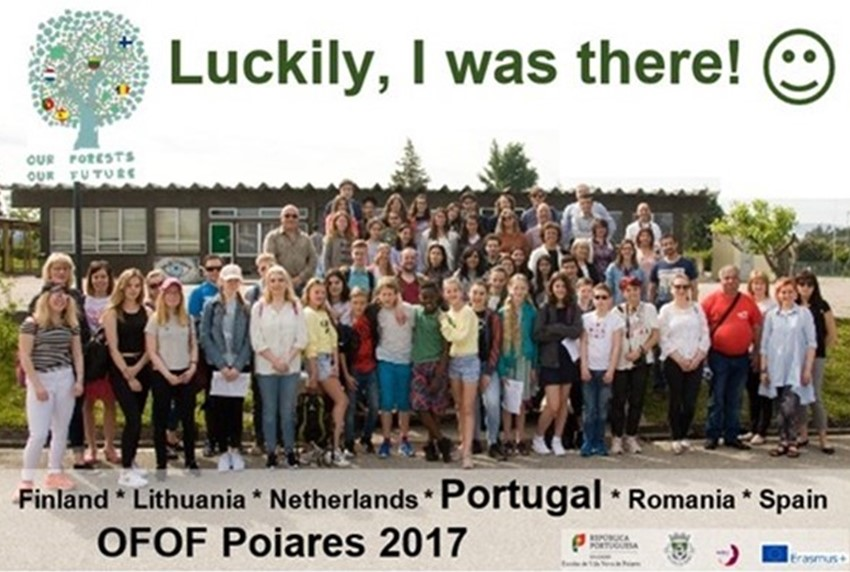 Luckily, I was there!
OUR FORESTS
OUR FUTURE
Finland * Lithuania * Netherlands * Portugal * Romania * Spain
OFOF Poiares 2017
REPÚBLICA
PORTUGUESA
Erasmus+